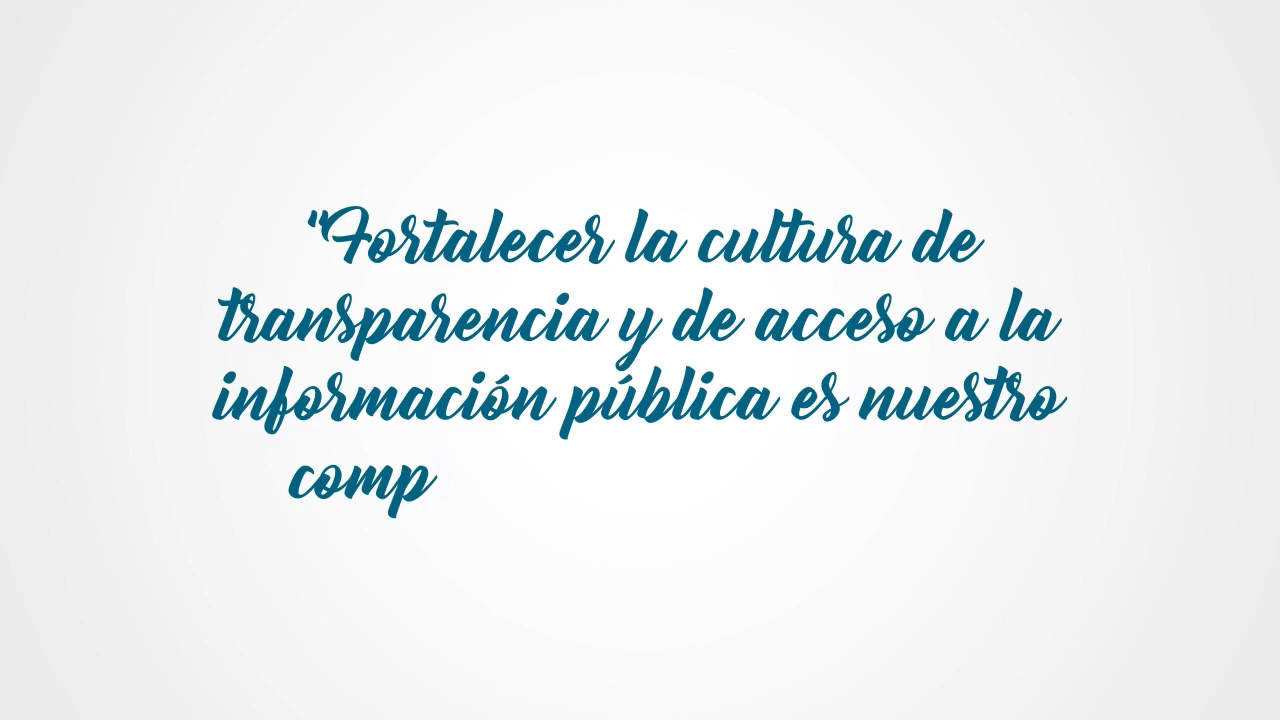 "Fortalecer la cultura de
transparencia y de acceso a la
información pública es nuestro
comp